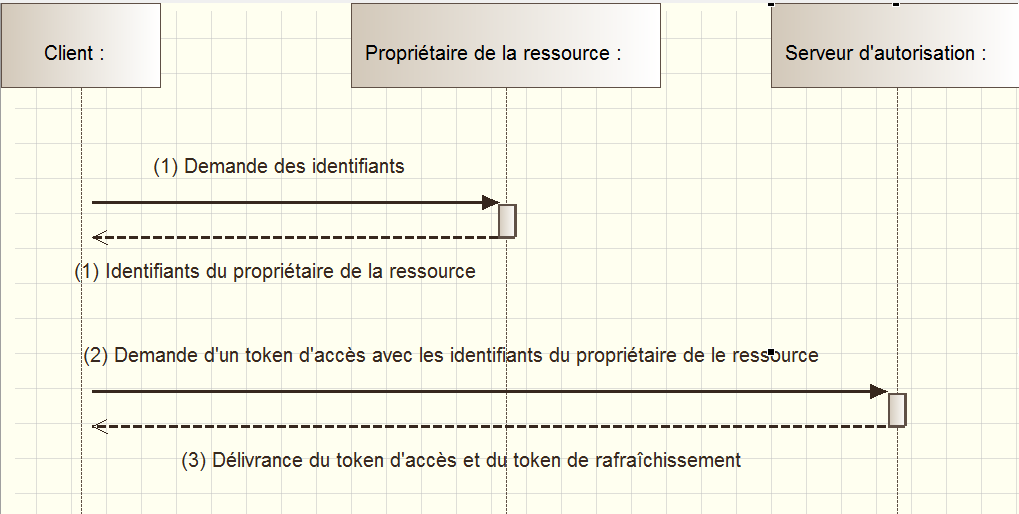 Client :
Propriétaire de la ressource :
Serveur d'autorisation :
(1) Demande des identifiants
(1) Identifiants du propriétaire de la ressource
(2) Demande d'un token d'accès avec les identifiants du propriétaire de le ressource
(3) Délivrance du token d'accès et du token de rafraîchissement